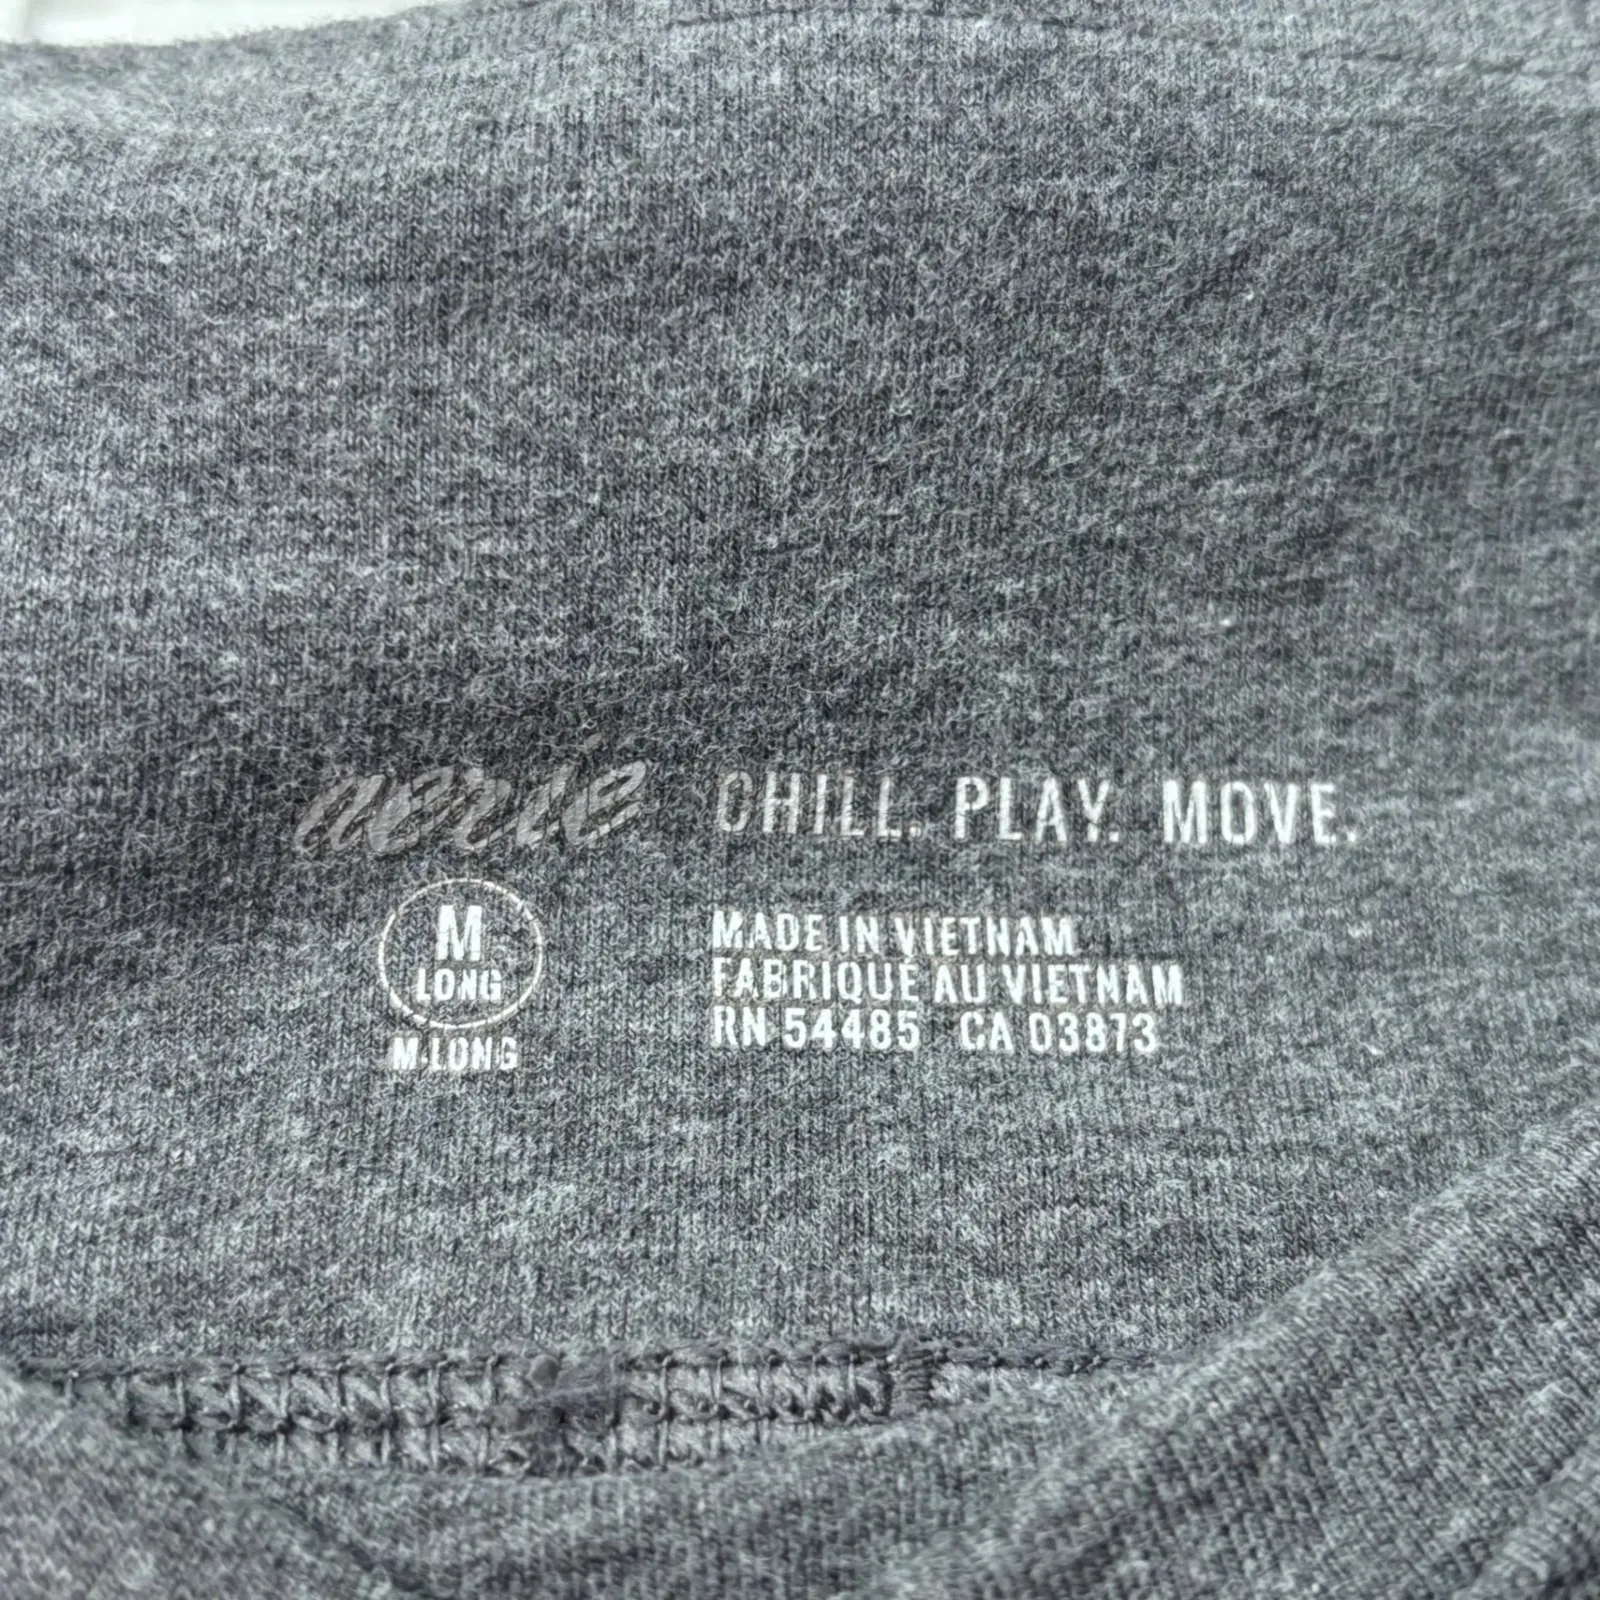 aerie CHILL. PLAY. MOVE.
M
LONG
M-LONG
MADE IN VIETNAM
FABRIQUÉ AU VIETNAM
RN 54485 CA 03873